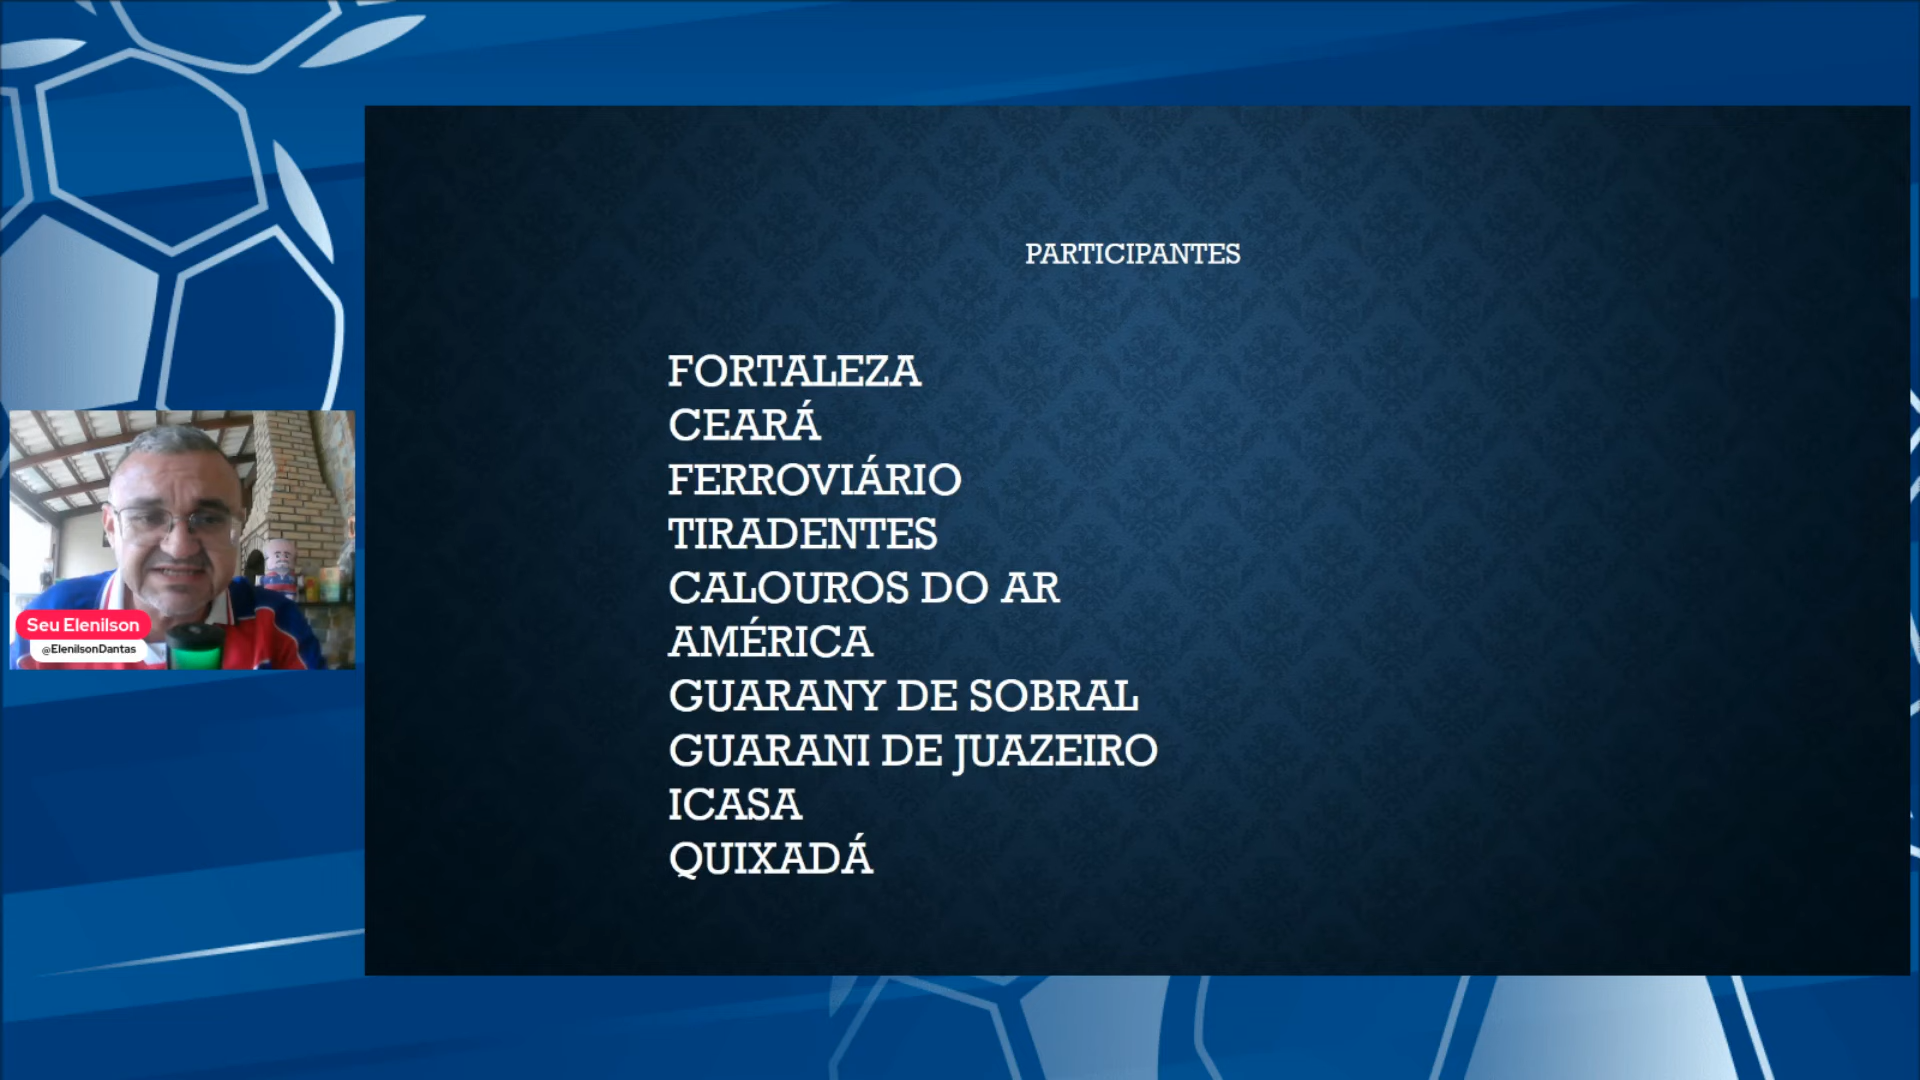 PARTICIPANTES
FORTALEZA
CEARÁ
FERROVIÁRIO
TIRADENTES
CALOUROS DO AR
AMÉRICA
GUARANY DE SOBRAL
GUARANI DE JUAZEIRO
ICASA
QUIXADÁ
Seu Elenilson
@ElenilsonDantas